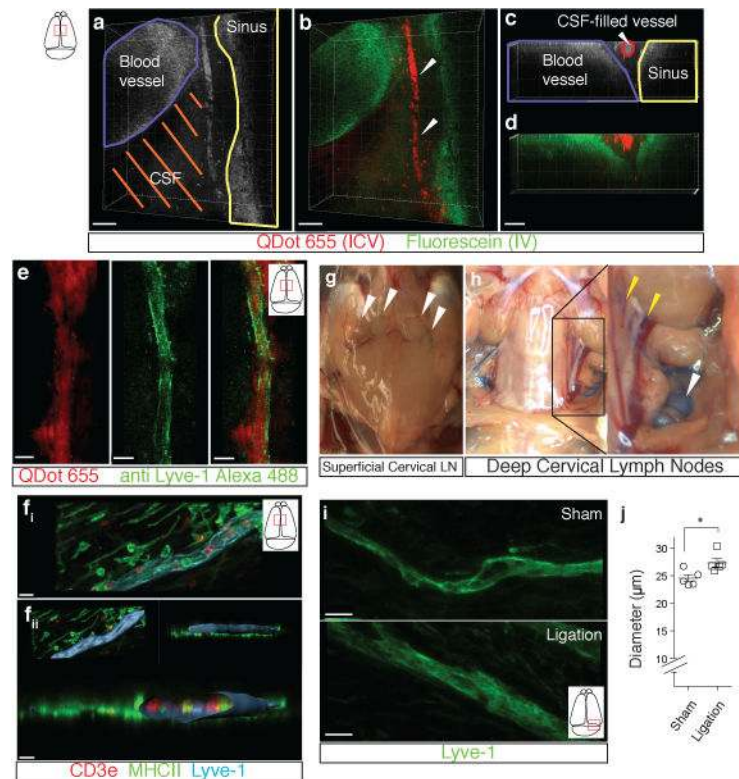 a
Sinus
Blood
vessel
CSF
b
c
CSF-filled vessel
Blood
vessel
Sinus
d
QDot 655 (ICV) Fluorescein (IV)
e
QDot 655 anti Lyve-1 Alexa 488
g
Superficial Cervical LN
h
Deep Cervical Lymph Nodes
fi
fii
CD3e MHCII Lyve-1
i
Sham
Ligation
Lyve-1
j
*
Diameter (µm)
30
25
20
15
10
Sham
Ligation